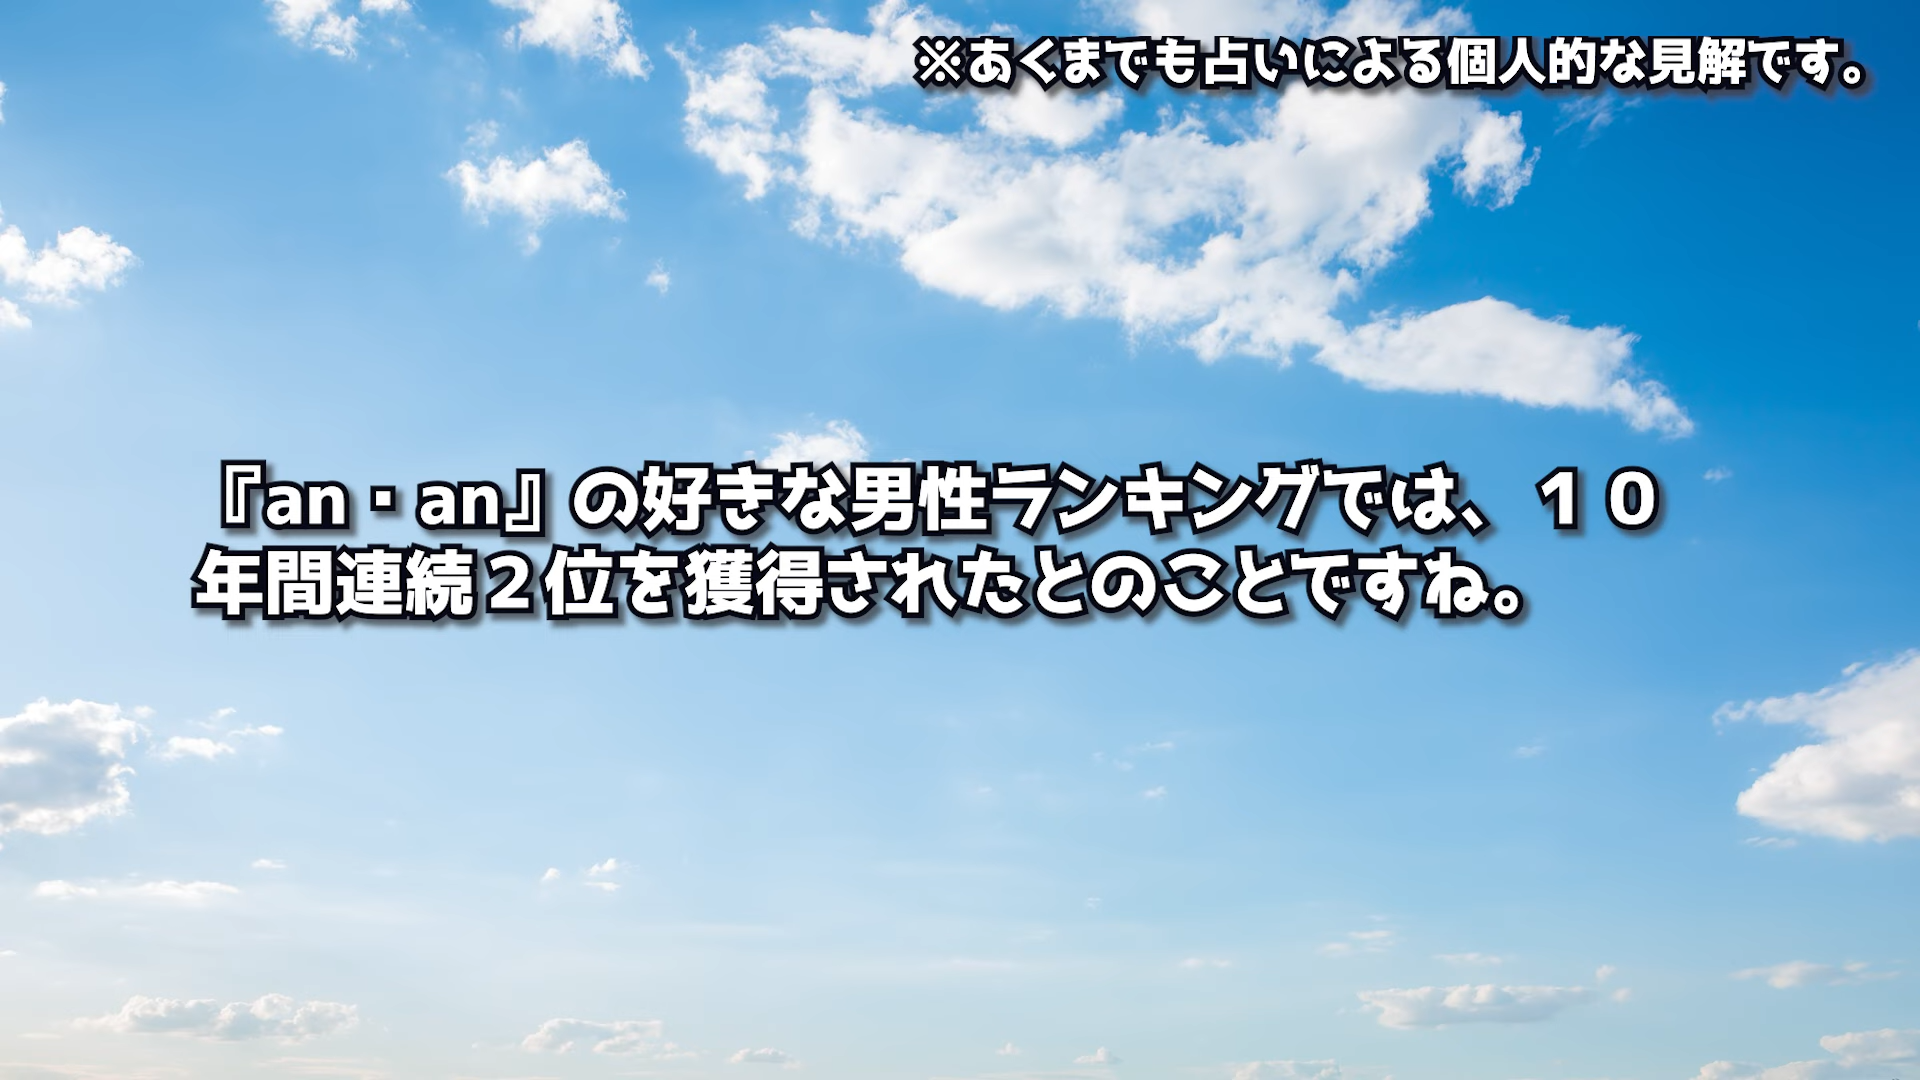 ※あくまでも占いによる個人的な見解です。
『an・an』の好きな男性ランキングでは、１０
年間連続２位を獲得されたとのことですね。